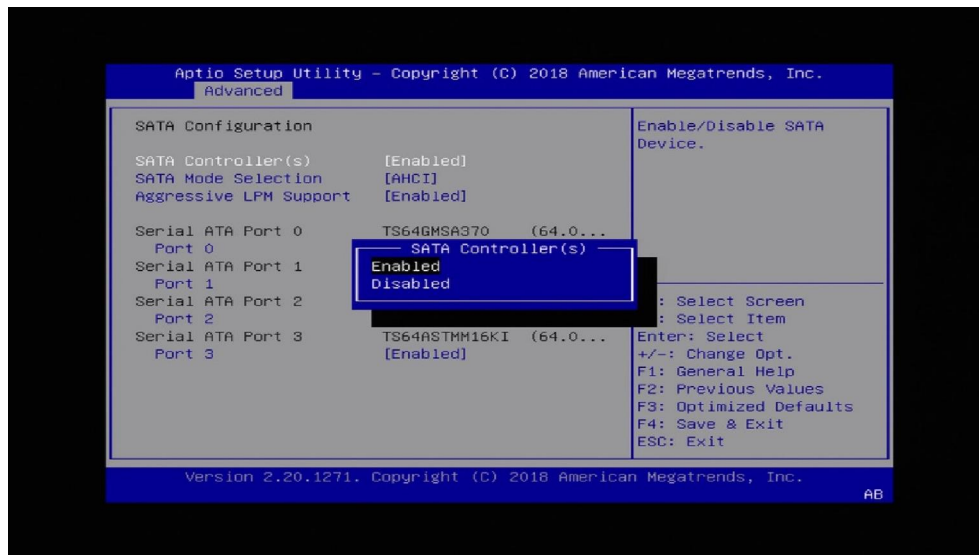 Aptio Setup Utility – Copyright (C) 2018 American Megatrends, Inc.
Advanced
SATA Configuration
SATA Controller(s) [Enabled]
SATA Mode Selection [AHCI]
Aggressive LPM Support [Enabled]
Serial ATA Port 0 TS64GMSA370 (64.0...
Port 0
Serial ATA Port 1
Port 1
Serial ATA Port 2
Port 2
Serial ATA Port 3 TS64ASTMM16KI (64.0...
Port 3 [Enabled]
SATA Controller(s)
Enabled
Disabled
Enable/Disable SATA
Device.
: Select Screen
: Select Item
Enter: Select
+/-: Change Opt.
F1: General Help
F2: Previous Values
F3: Optimized Defaults
F4: Save & Exit
ESC: Exit
Version 2.20.1271. Copyright (C) 2018 American Megatrends, Inc.
AB